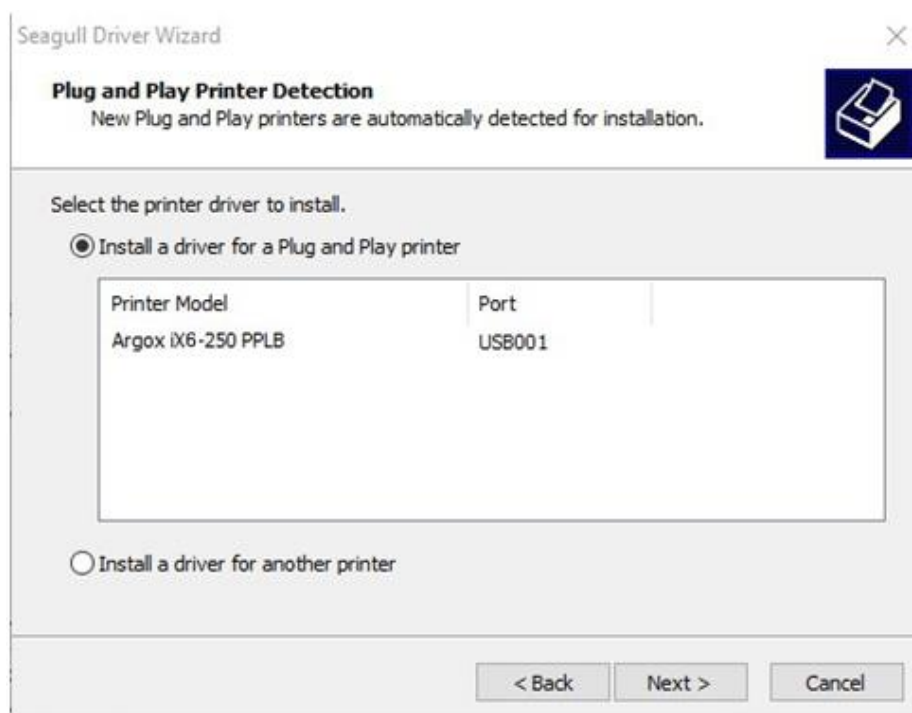 Seagull Driver Wizard
Plug and Play Printer Detection
New Plug and Play printers are automatically detected for installation.
Select the printer driver to install.
Install a driver for a Plug and Play printer
Printer Model Port
Argox iX6-250 PPLB USB001
Install a driver for another printer
< Back Next > Cancel